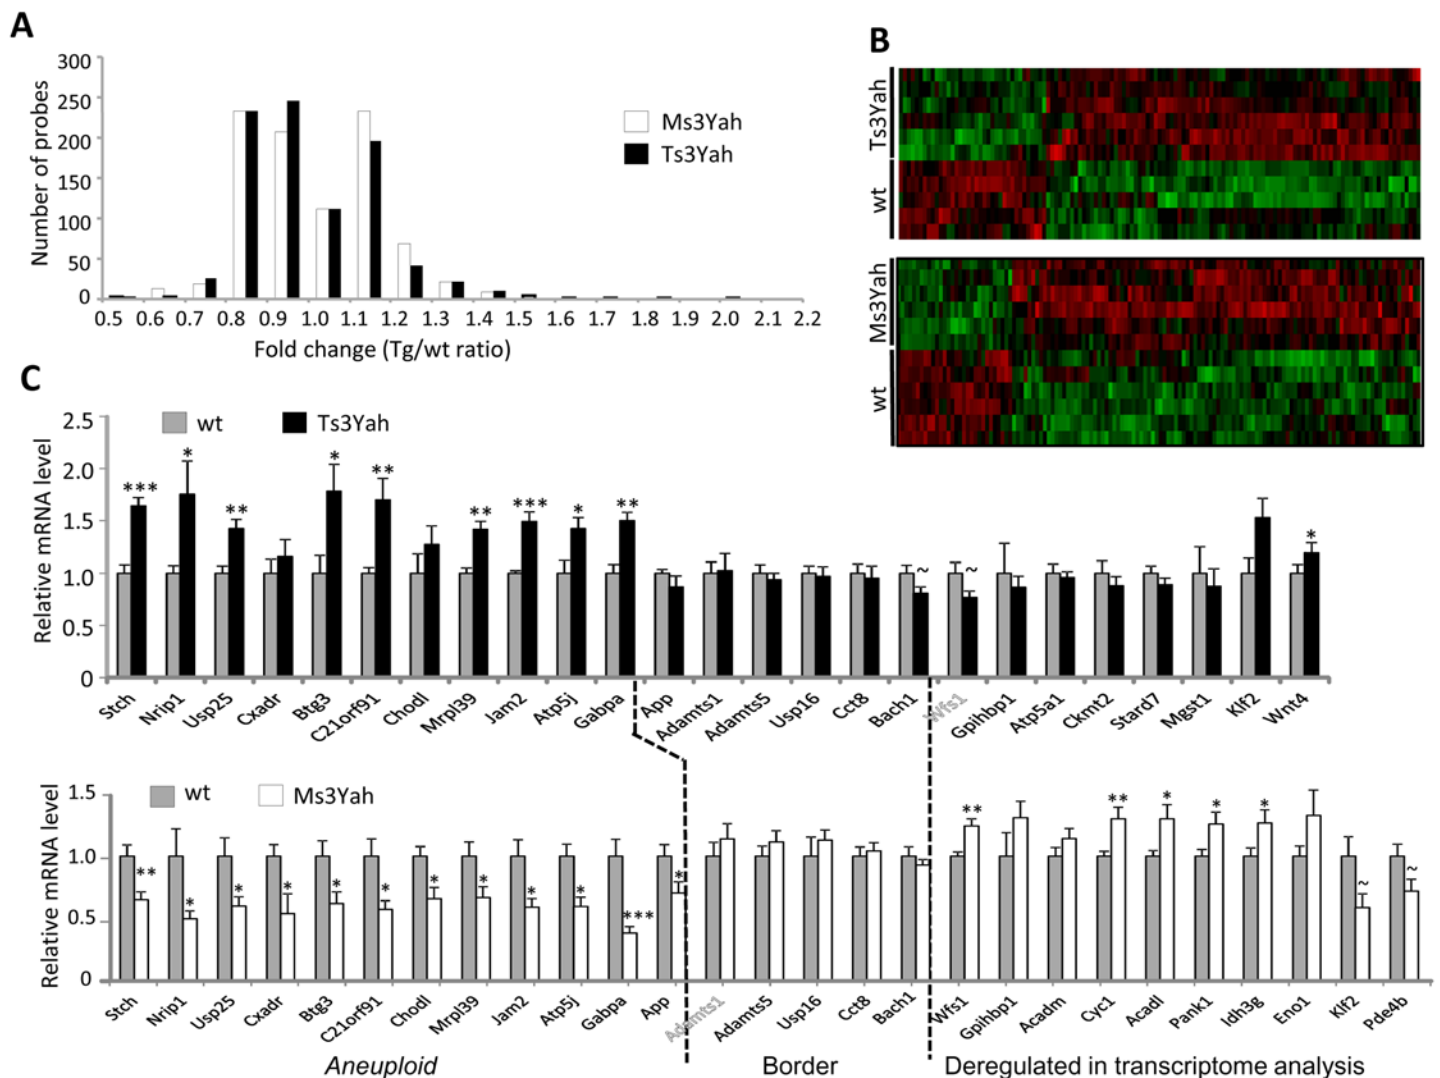 A
300
250
200
150
100
50
0
Number of probes
0.5 0.6 0.7 0.8 0.9 1.0 1.1 1.2 1.3 1.4 1.5 1.6 1.7 1.8 1.9 2.0 2.1 2.2
Fold change (Tg/wt ratio)
Ms3Yah
Ts3Yah
B
Ts3Yah
wt
Ms3Yah
wt
C
2.5
2.0
1.5
1.0
0.5
0
Relative mRNA level
wt Ts3Yah
*** * ** * ** ** *** * ** ~ ~ *
Stch Nrip1 Usp25 Cxadr Btg3 C21orf91 Chodl Mrpl39 Jam2 Atp5j Gabpa App Adamts1 Adamts5 Usp16 Cct8 Bach1 Wfs1 Gpihbp1 Atp5a1 Ckmt2 Stard7 Mgst1 Klf2 Wnt4
1.5
1.0
0.5
0
Relative mRNA level
wt Ms3Yah
** * * * * * * * * * *** * ** ** * * * ~ ~
Stch Nrip1 Usp25 Cxadr Btg3 C21orf91 Chodl Mrpl39 Jam2 Atp5j Gabpa App Adamts1 Adamts5 Usp16 Cct8 Bach1 Wfs1 Gpihbp1 Acadm Cyc1 Acadl Pank1 Idh3g Eno1 Klf2 Pde4b
Aneuploid Border Deregulated in transcriptome analysis